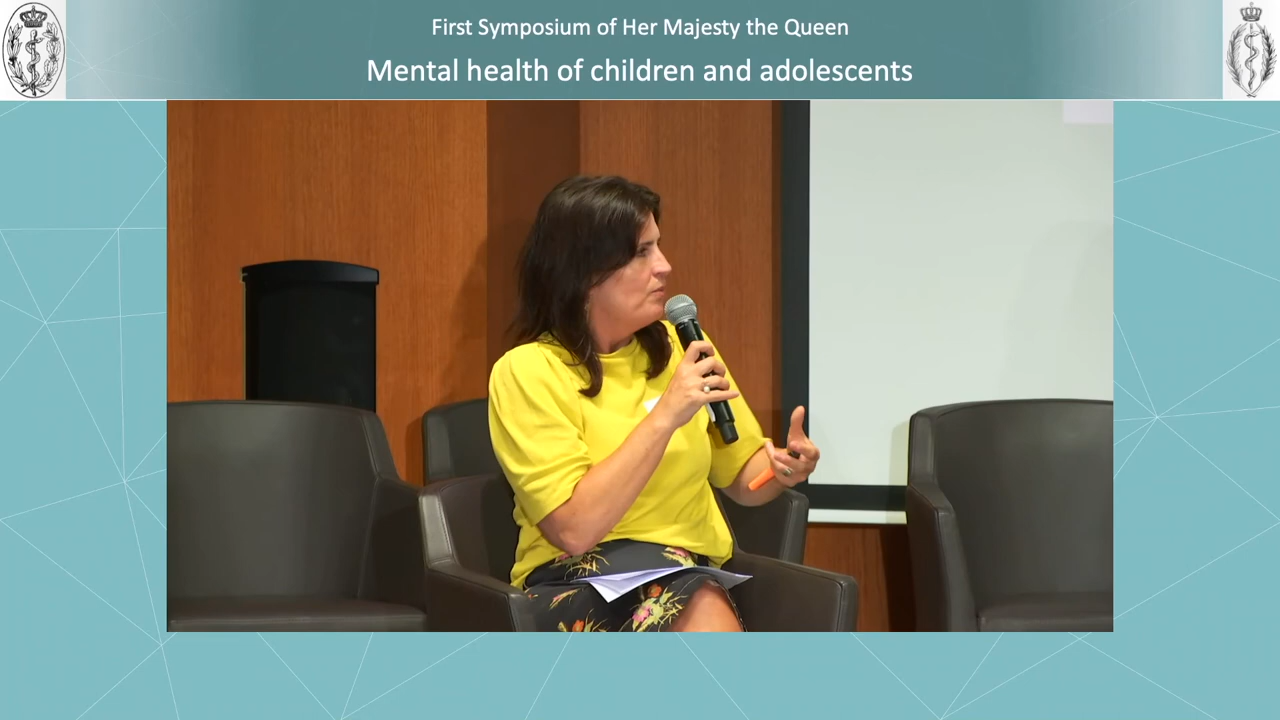 First Symposium of Her Majesty the Queen
Mental health of children and adolescents